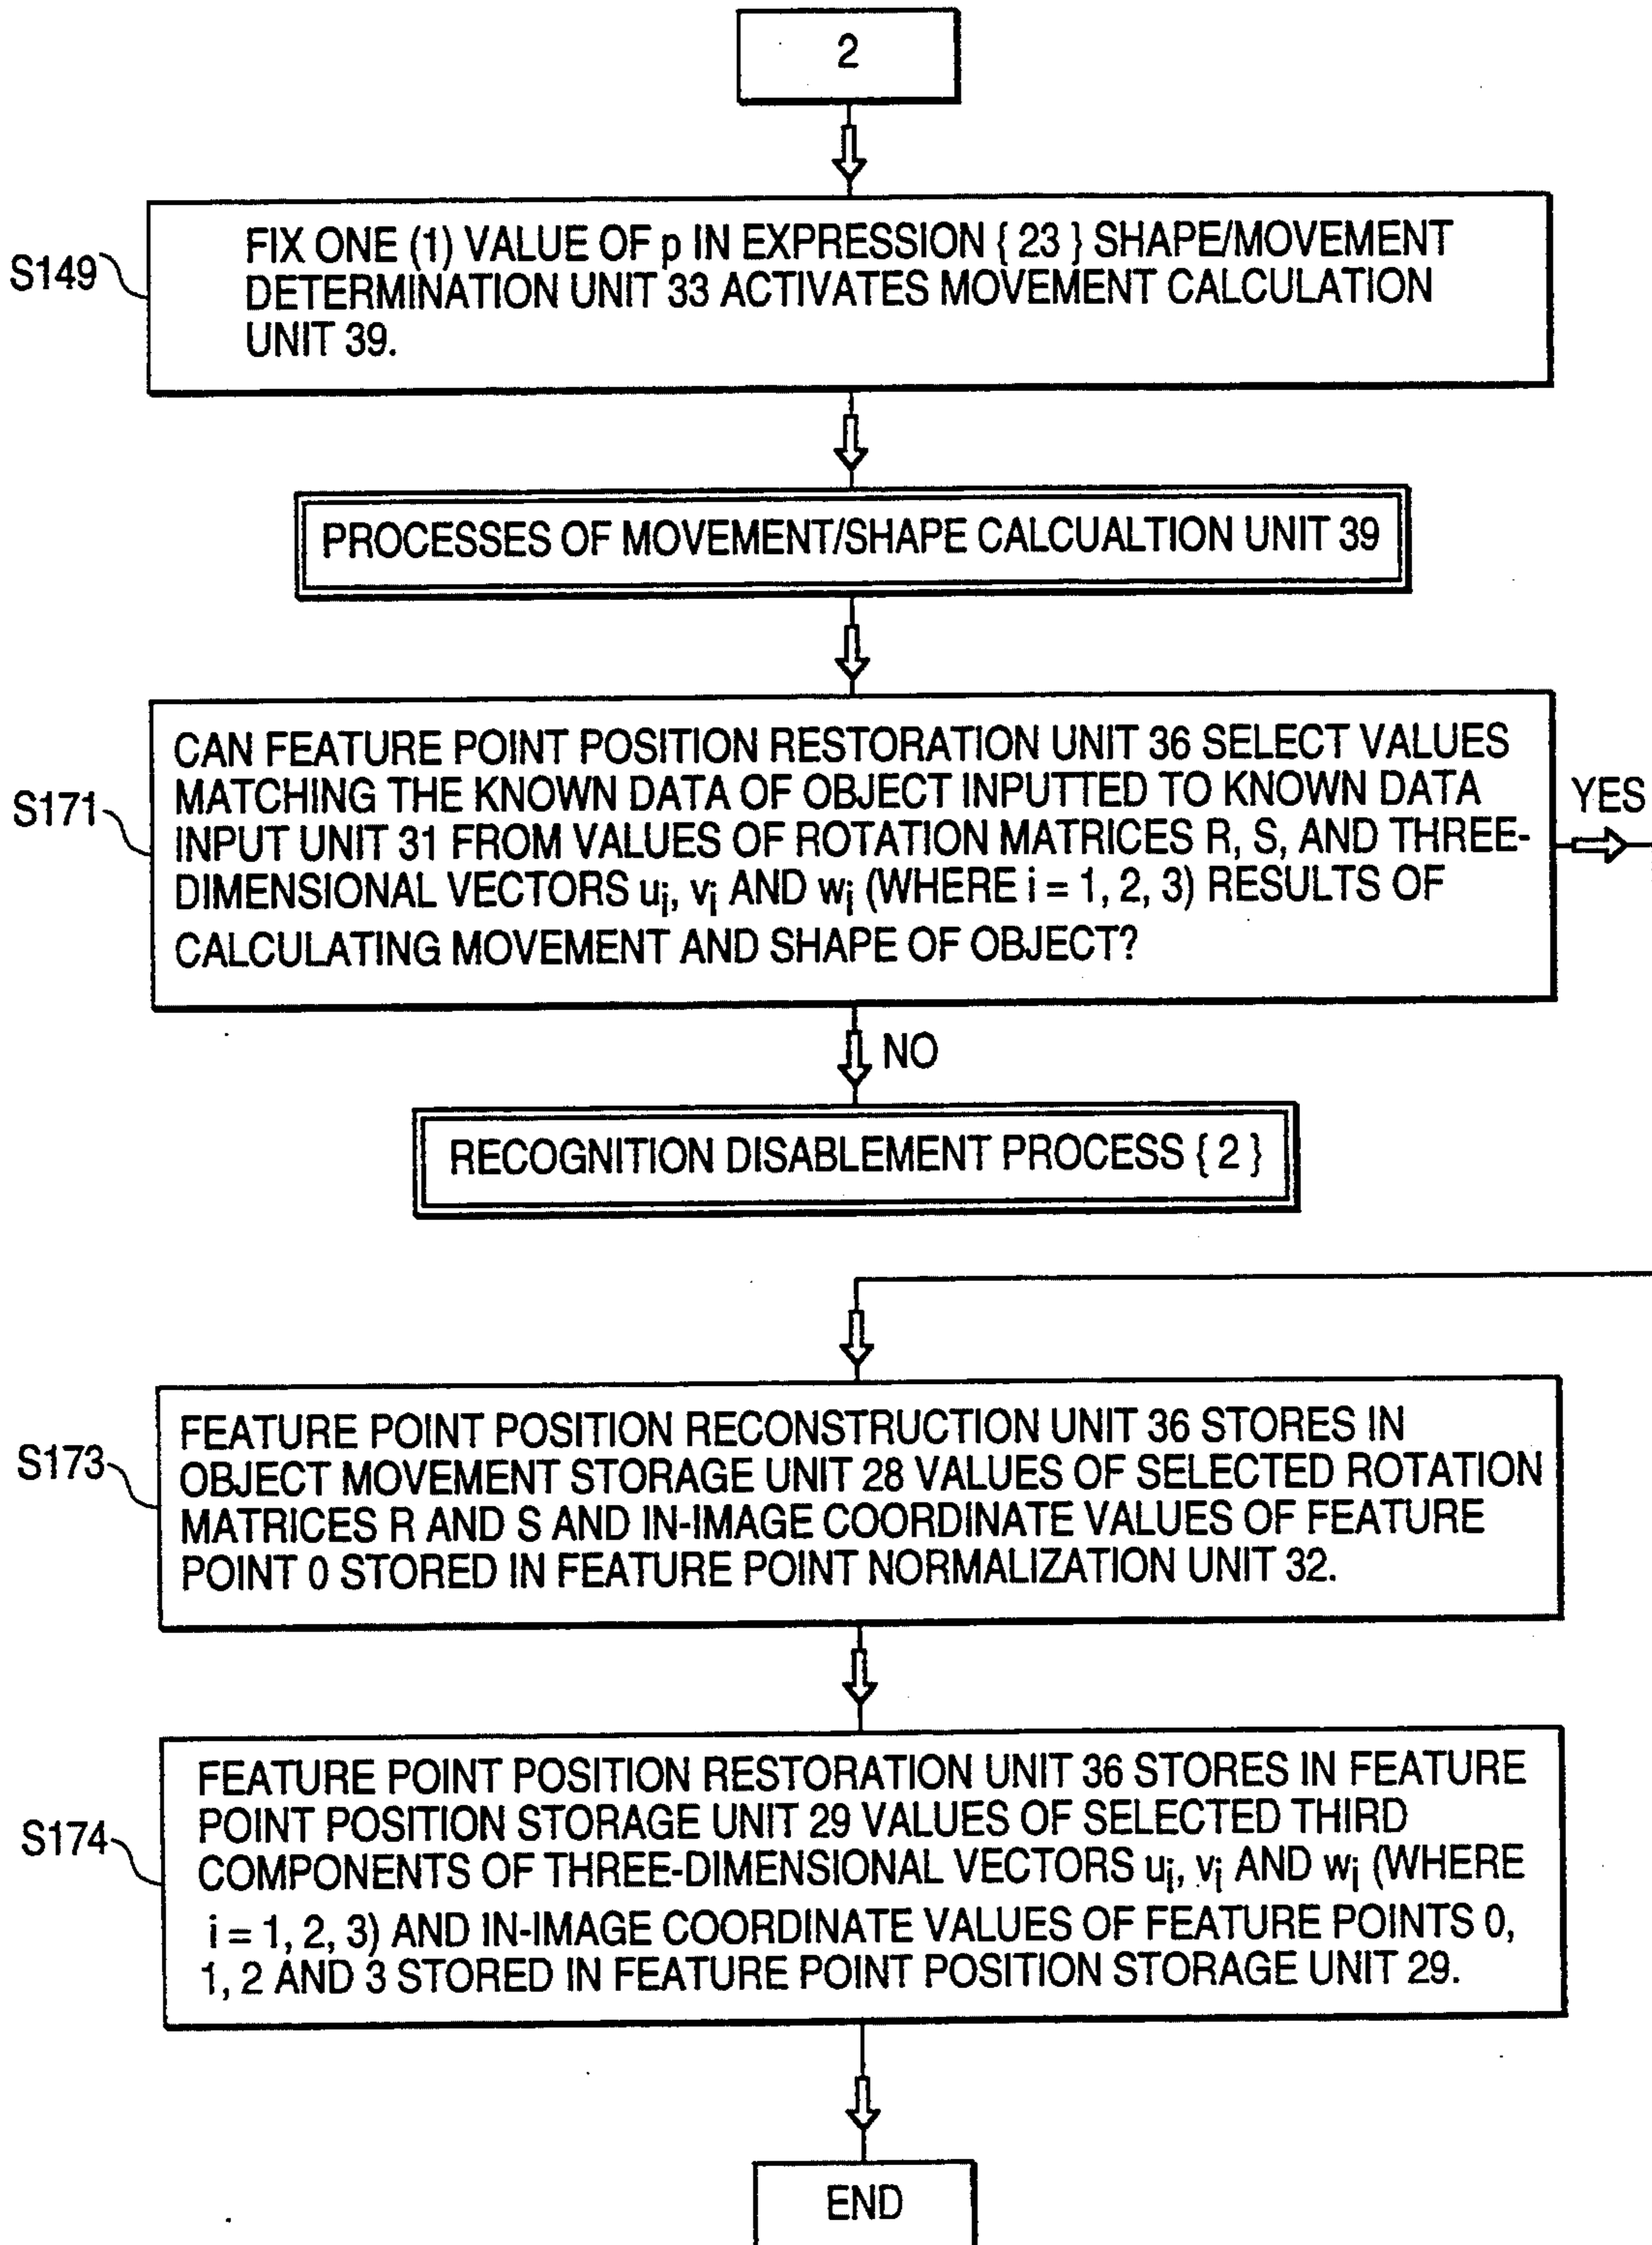 2
S149
FIX ONE (1) VALUE OF p IN EXPRESSION { 23 } SHAPE/MOVEMENT
DETERMINATION UNIT 33 ACTIVATES MOVEMENT CALCULATION
UNIT 39.
PROCESSES OF MOVEMENT/SHAPE CALCUALTION UNIT 39
S171
CAN FEATURE POINT POSITION RESTORATION UNIT 36 SELECT VALUES
MATCHING THE KNOWN DATA OF OBJECT INPUTTED TO KNOWN DATA
INPUT UNIT 31 FROM VALUES OF ROTATION MATRICES R, S, AND THREE-
DIMENSIONAL VECTORS ui, vi AND wi (WHERE i = 1, 2, 3) RESULTS OF
CALCULATING MOVEMENT AND SHAPE OF OBJECT?
YES
NO
RECOGNITION DISABLEMENT PROCESS { 2 }
S173
FEATURE POINT POSITION RECONSTRUCTION UNIT 36 STORES IN
OBJECT MOVEMENT STORAGE UNIT 28 VALUES OF SELECTED ROTATION
MATRICES R AND S AND IN-IMAGE COORDINATE VALUES OF FEATURE
POINT 0 STORED IN FEATURE POINT NORMALIZATION UNIT 32.
S174
FEATURE POINT POSITION RESTORATION UNIT 36 STORES IN FEATURE
POINT POSITION STORAGE UNIT 29 VALUES OF SELECTED THIRD
COMPONENTS OF THREE-DIMENSIONAL VECTORS ui, vi AND wi (WHERE
i = 1, 2, 3) AND IN-IMAGE COORDINATE VALUES OF FEATURE POINTS 0,
1, 2 AND 3 STORED IN FEATURE POINT POSITION STORAGE UNIT 29.
END